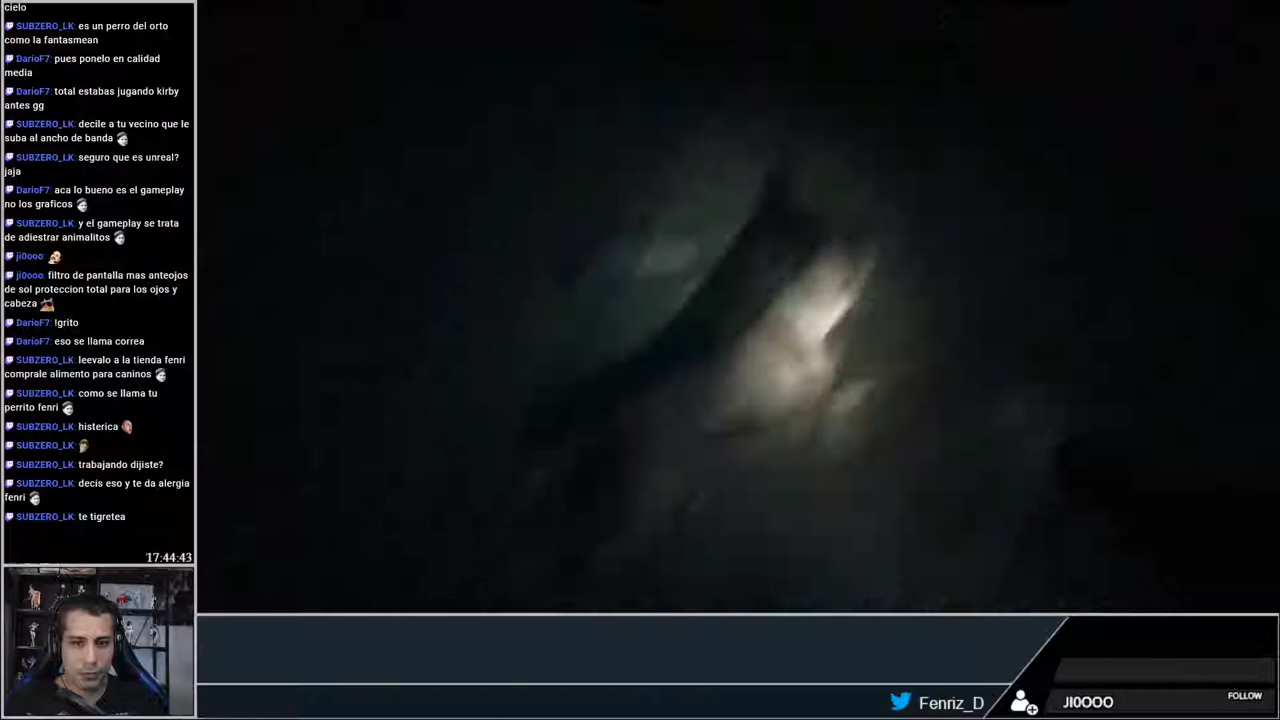 cielo
SUBZERO_LK: es un perro del orto
como la fantasmean
DarioF7: pues ponelo en calidad
media
DarioF7: total estabas jugando kirby
antes gg
SUBZERO_LK: decile a tu vecino que le
suba al ancho de banda
SUBZERO_LK: seguro que es unreal?
jaja
DarioF7: aca lo bueno es el gameplay
no los graficos
SUBZERO_LK: y el gameplay se trata
de adiestrar animalitos
ji0ooo:
ji0ooo: filtro de pantalla mas anteojos
de sol proteccion total para los ojos y
cabeza
DarioF7: !grito
DarioF7: eso se llama correa
SUBZERO_LK: leevalo a la tienda fenri
comprale alimento para caninos
SUBZERO_LK: como se llama tu
perrito fenri
SUBZERO_LK: histerica
SUBZERO_LK:
SUBZERO_LK: trabajando dijiste?
SUBZERO_LK: decis eso y te da alergia
fenri
SUBZERO_LK: te tigretea
17:44:43
Fenriz_D
JI0OOO
FOLLOW